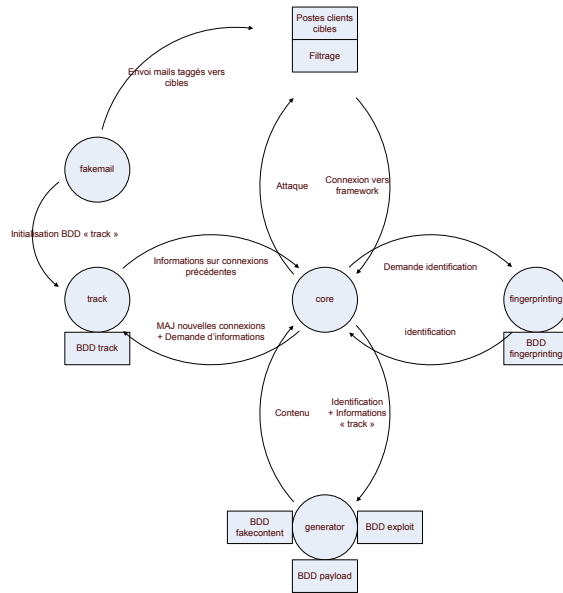 Postes clients
cibles
Filtrage
Envoi mails taggés vers
cibles
fakemail
Attaque
Connexion vers
framework
Initialisation BDD « track »
Informations sur connexions
précédentes
Demande identification
track
core
fingerprinting
BDD track
MAJ nouvelles connexions
+ Demande d'informations
identification
BDD
fingerprinting
Contenu
Identification
+ Informations
« track »
BDD
fakecontent
generator
BDD exploit
BDD payload